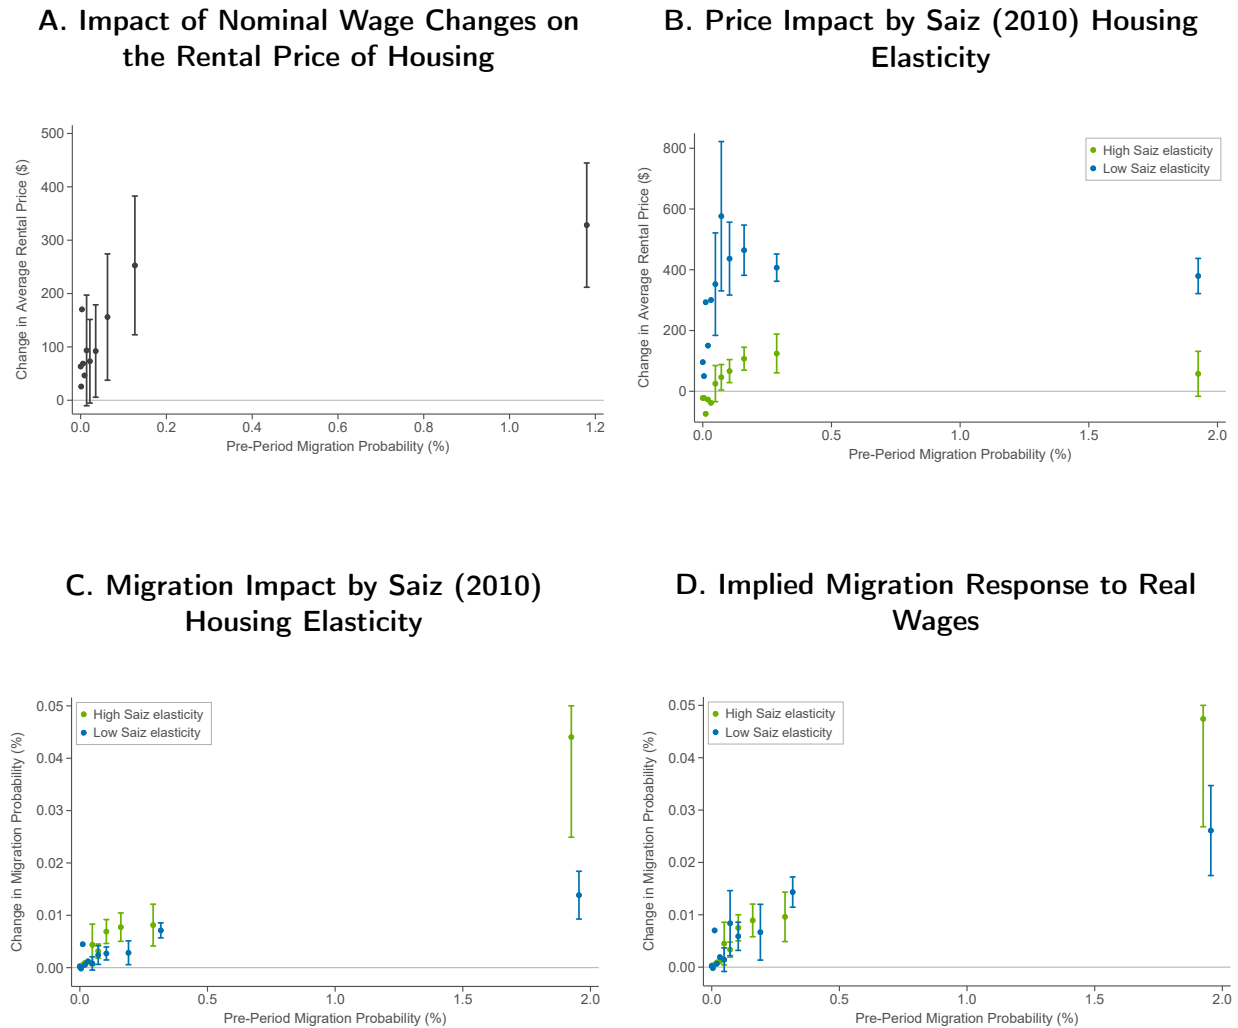 A. Impact of Nominal Wage Changes on
the Rental Price of Housing
Change in Average Rental Price ($)
500
400
300
200
100
0
0.0
0.2
0.4
0.6
0.8
1.0
1.2
Pre-Period Migration Probability (%)
B. Price Impact by Saiz (2010) Housing
Elasticity
Change in Average Rental Price ($)
800
600
400
200
0
High Saiz elasticity
Low Saiz elasticity
0.0
0.5
1.0
1.5
2.0
Pre-Period Migration Probability (%)
C. Migration Impact by Saiz (2010)
Housing Elasticity
Change in Migration Probability (%)
0.05
0.04
0.03
0.02
0.01
0.00
High Saiz elasticity
Low Saiz elasticity
0.0
0.5
1.0
1.5
2.0
Pre-Period Migration Probability (%)
D. Implied Migration Response to Real
Wages
Change in Migration Probability (%)
0.05
0.04
0.03
0.02
0.01
0.00
High Saiz elasticity
Low Saiz elasticity
0.0
0.5
1.0
1.5
2.0
Pre-Period Migration Probability (%)